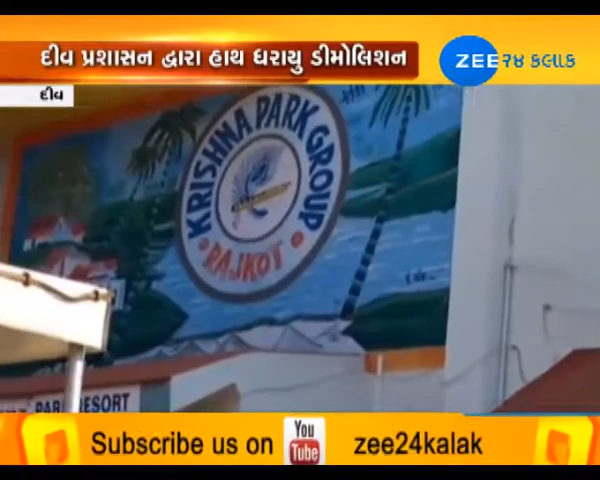 દીવ પ્રશાસન દ્વારા હાથ ધરાયુ ડીમોલિશન
ZEE ૨૪ કલાક
દીવ
KRISHNA PARK GROUP
RAJKOT
PARK RESORT
Subscribe us on You Tube zee24kalak